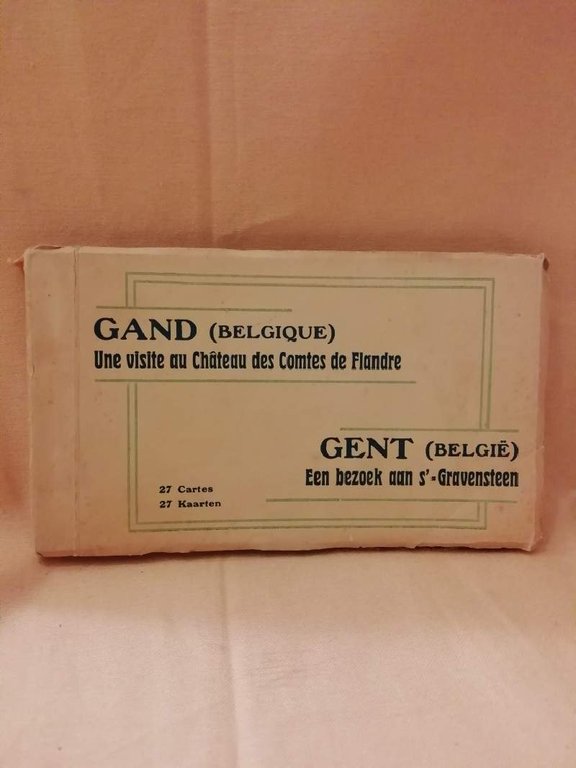 GAND (BELGIQUE)
Une visite au Château des Comtes de Flandre
GENT (BELGIË)
Een bezoek aan s'-Gravensteen
27 Cartes
27 Kaarten